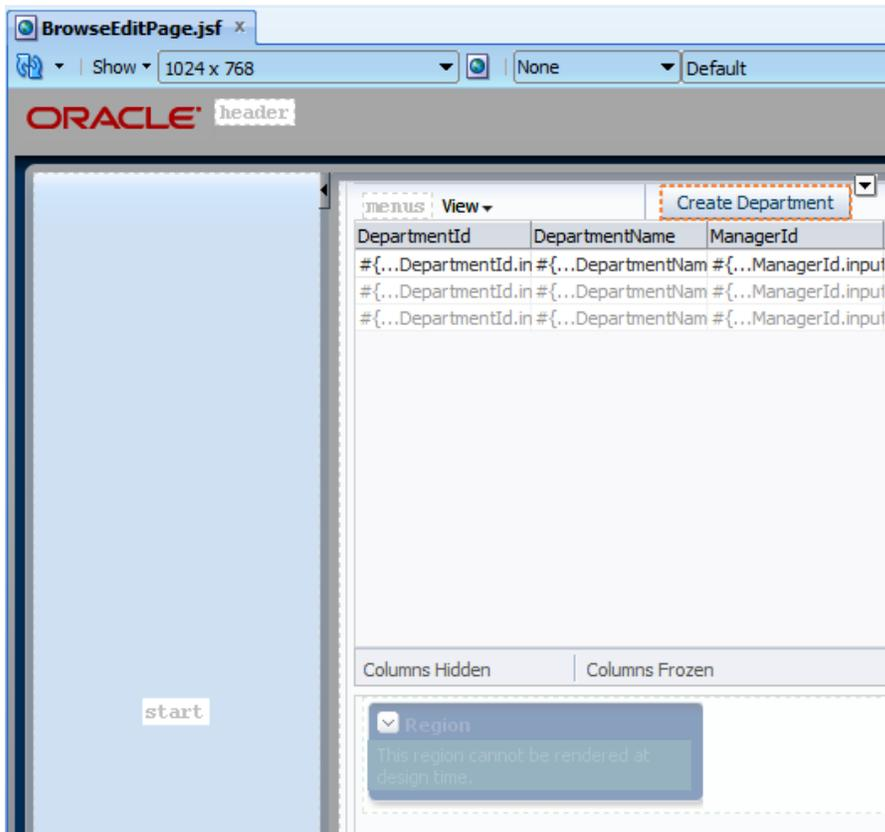 BrowseEditPage.jsf x
Show 1024 x 768 None Default
ORACLE header
menus View Create Department
DepartmentId DepartmentName ManagerId
#{...DepartmentId.in #{...DepartmentNam #{...ManagerId.input
#{...DepartmentId.in #{...DepartmentNam #{...ManagerId.input
#{...DepartmentId.in #{...DepartmentNam #{...ManagerId.input
Columns Hidden Columns Frozen
start
Region
This region cannot be rendered at
design time.